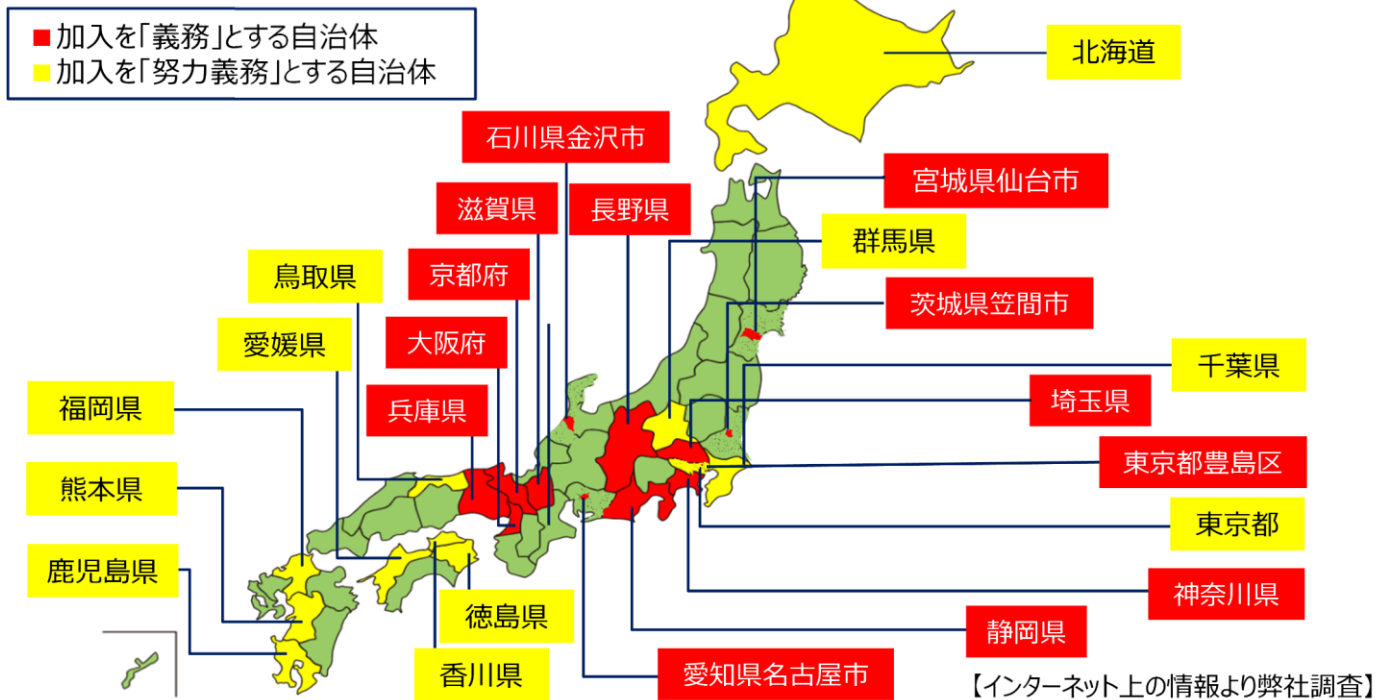 ■加入を「義務」とする自治体
■加入を「努力義務」とする自治体
北海道
石川県金沢市
宮城県仙台市
滋賀県
長野県
群馬県
鳥取県
京都府
茨城県笠間市
愛媛県
大阪府
千葉県
福岡県
兵庫県
埼玉県
東京都豊島区
熊本県
東京都
鹿児島県
神奈川県
徳島県
静岡県
香川県
愛知県名古屋市
【インターネット上の情報より弊社調査】